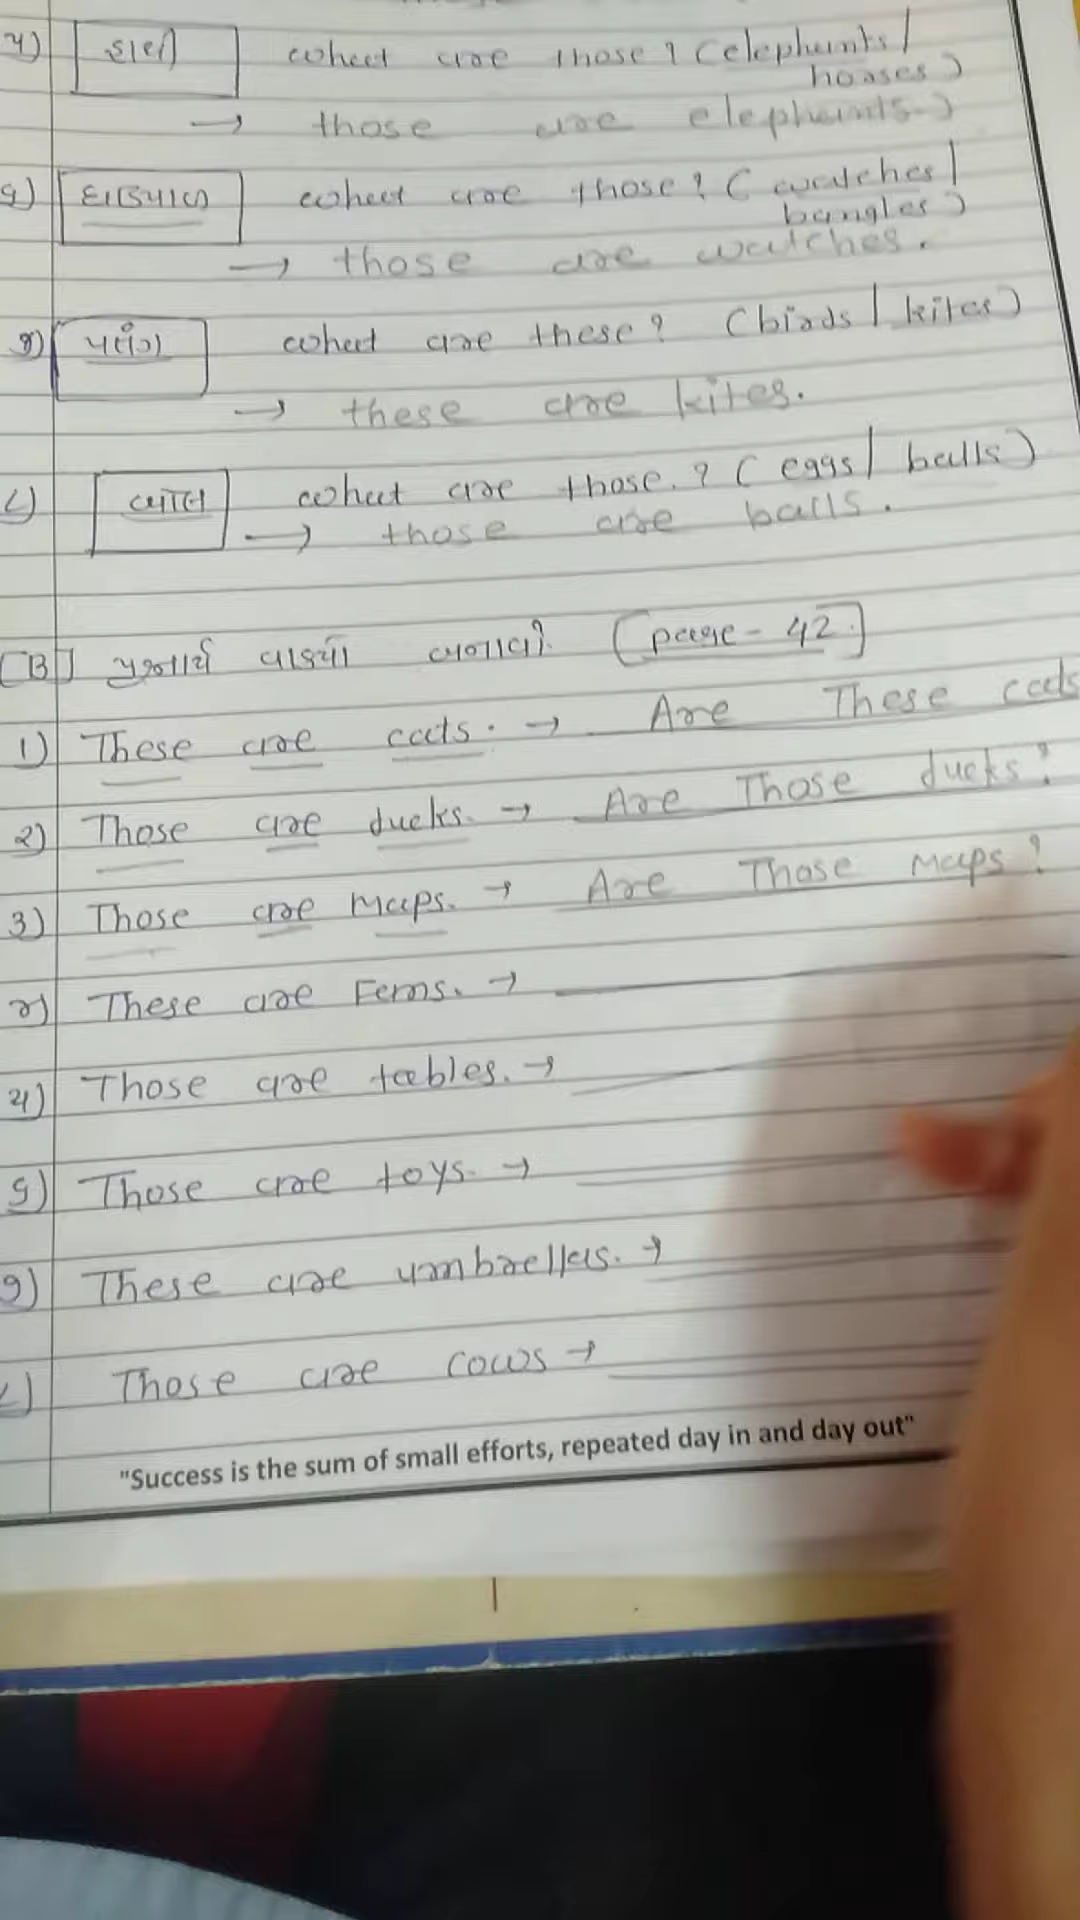 ૫) હાથી what are those? (elephants/
horses)
→ those are elephants.
૬) ઘડિયાળ what are those? (watches/
bangles)
→ those are watches.
૭) પતંગ what are these? (birds/kites)
→ these are kites.
૮) બોલ what are those.? (eggs/balls)
→ those are balls.
[B] પ્રશ્નાર્થ વાક્યો બનાવો. [page-42.]
1) These are cats. → Are These cats
2) Those are ducks. → Are Those ducks?
3) Those are maps. → Are Those maps?
૪) These are →
૫) Those are tables. →
૬) Those are toys. →
૭) These are umbrellas. →
૮) Those are cows →
"Success is the sum of small efforts, repeated day in and day out"